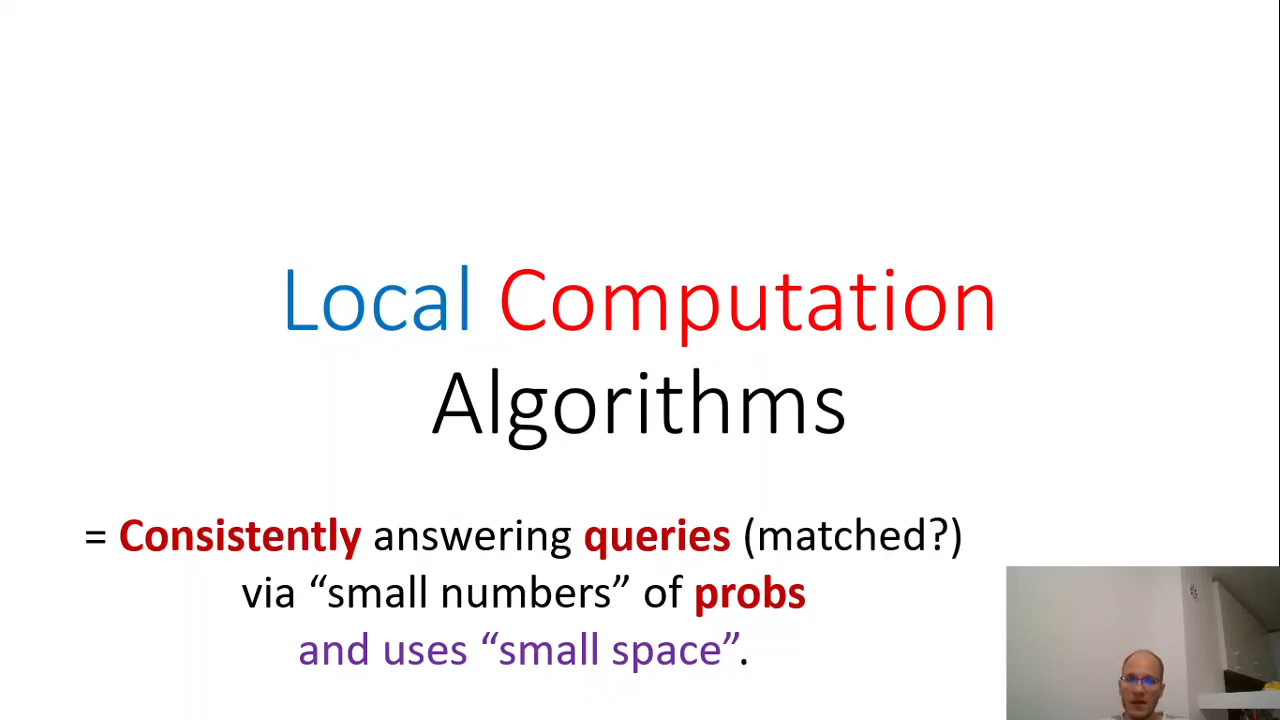 Local Computation
Algorithms
= Consistently answering queries (matched?)
via “small numbers” of probs
and uses “small space”.